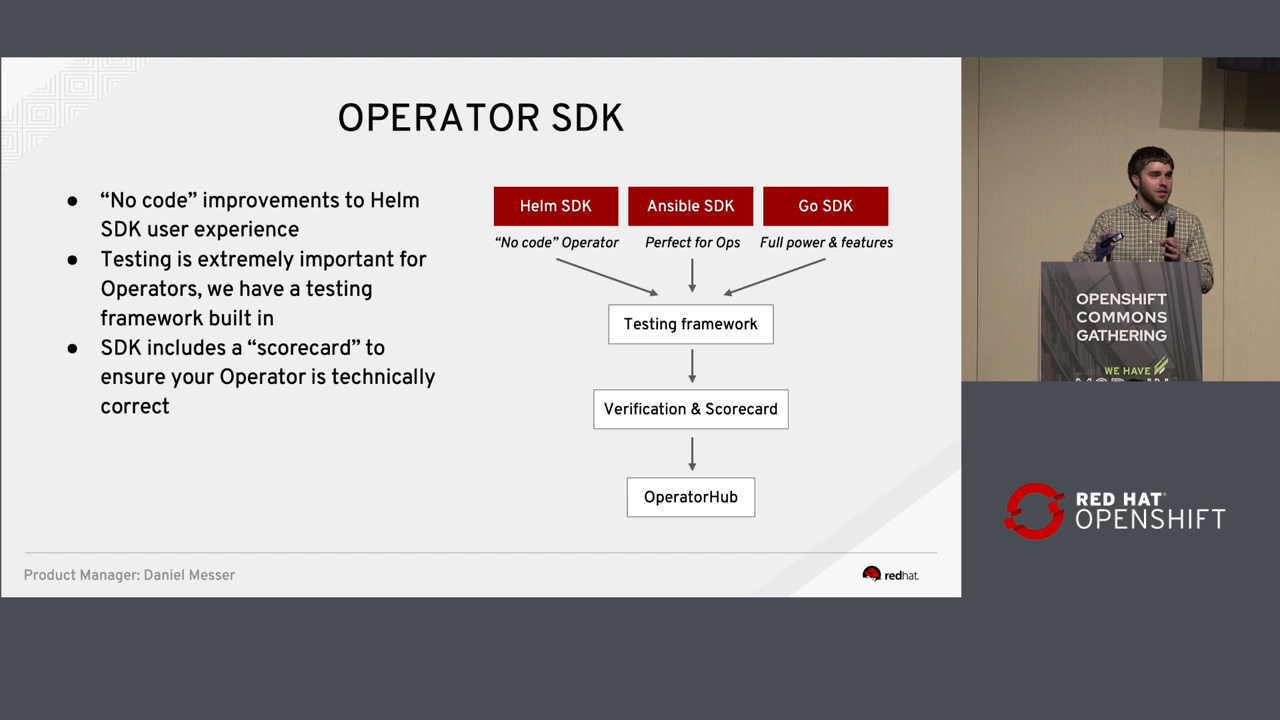 OPERATOR SDK
● “No code” improvements to Helm
SDK user experience
● Testing is extremely important for
Operators, we have a testing
framework built in
● SDK includes a “scorecard” to
ensure your Operator is technically
correct
Helm SDK
Ansible SDK
Go SDK
“No code” Operator
Perfect for Ops
Full power & features
Testing framework
Verification & Scorecard
OperatorHub
Product Manager: Daniel Messer
redhat.
OPENSHIFT
COMMONS
GATHERING
WE HAVE
RED HAT®
OPENSHIFT